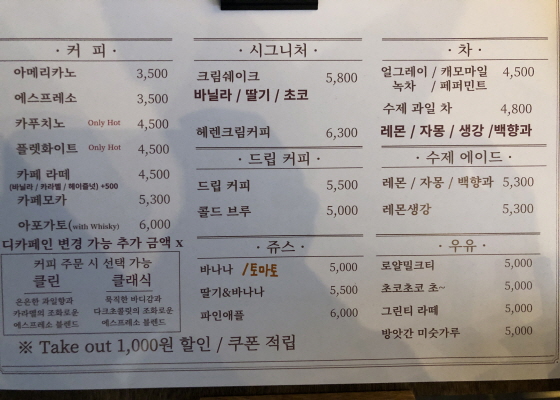 · 커 피 ·
아메리카노 3,500
에스프레소 3,500
카푸치노 Only Hot 4,500
플렛화이트 Only Hot 4,500
카페 라떼 4,500
(바닐라 / 카라멜 / 헤이즐넛) +500
카페모카 5,300
아포가토(with Whisky) 6,000
디카페인 변경 가능 추가 금액 X
커피 주문 시 선택 가능
클린
은은한 과일향과
카라멜의 조화로운
에스프레소 블렌드
클래식
묵직한 바디감과
다크초콜릿의 조화로운
에스프레소 블렌드
· 시그니처 ·
크림쉐이크 5,800
바닐라 / 딸기 / 초코
헤렌크림커피 6,300
· 드립 커피 ·
드립 커피 5,500
콜드 브루 5,000
· 쥬스 ·
바나나 /토마토 5,000
딸기&바나나 5,500
파인애플 6,000
· 차 ·
얼그레이 / 캐모마일 4,500
녹차 / 페퍼민트
수제 과일 차 4,800
레몬 / 자몽 / 생강 /백향과
· 수제 에이드 ·
레몬 / 자몽 / 백향과 5,300
레몬생강 5,300
· 우유 ·
로얄밀크티 5,000
초코초코 초~ 5,000
그린티 라떼 5,000
방앗간 미숫가루 5,000
※ Take out 1,000원 할인 / 쿠폰 적립